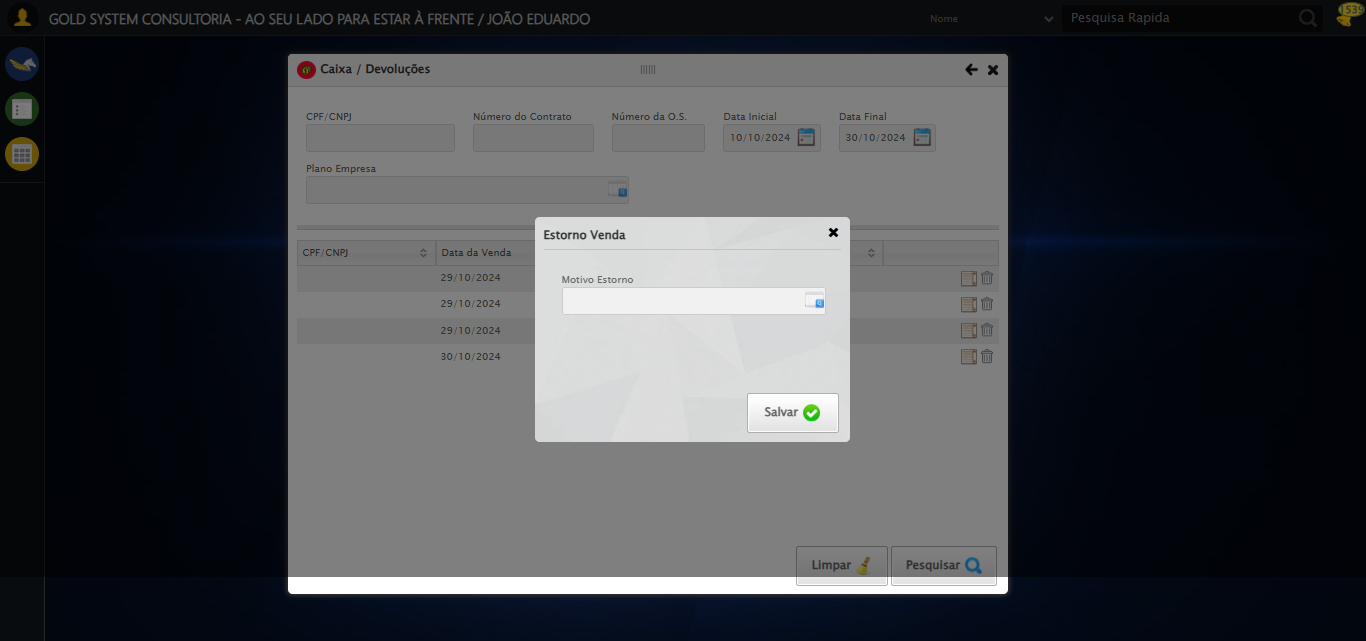 GOLD SYSTEM CONSULTORIA - AO SEU LADO PARA ESTAR À FRENTE / JOÃO EDUARDO
Nome
Pesquisa Rapida
1539
Caixa / Devoluções
CPF/CNPJ
Número do Contrato
Número da O.S.
Data Inicial
Data Final
10/10/2024
30/10/2024
Plano Empresa
Estorno Venda
CPF/CNPJ
Data da Venda
29/10/2024
Motivo Estorno
29/10/2024
29/10/2024
30/10/2024
Salvar
Limpar
Pesquisar